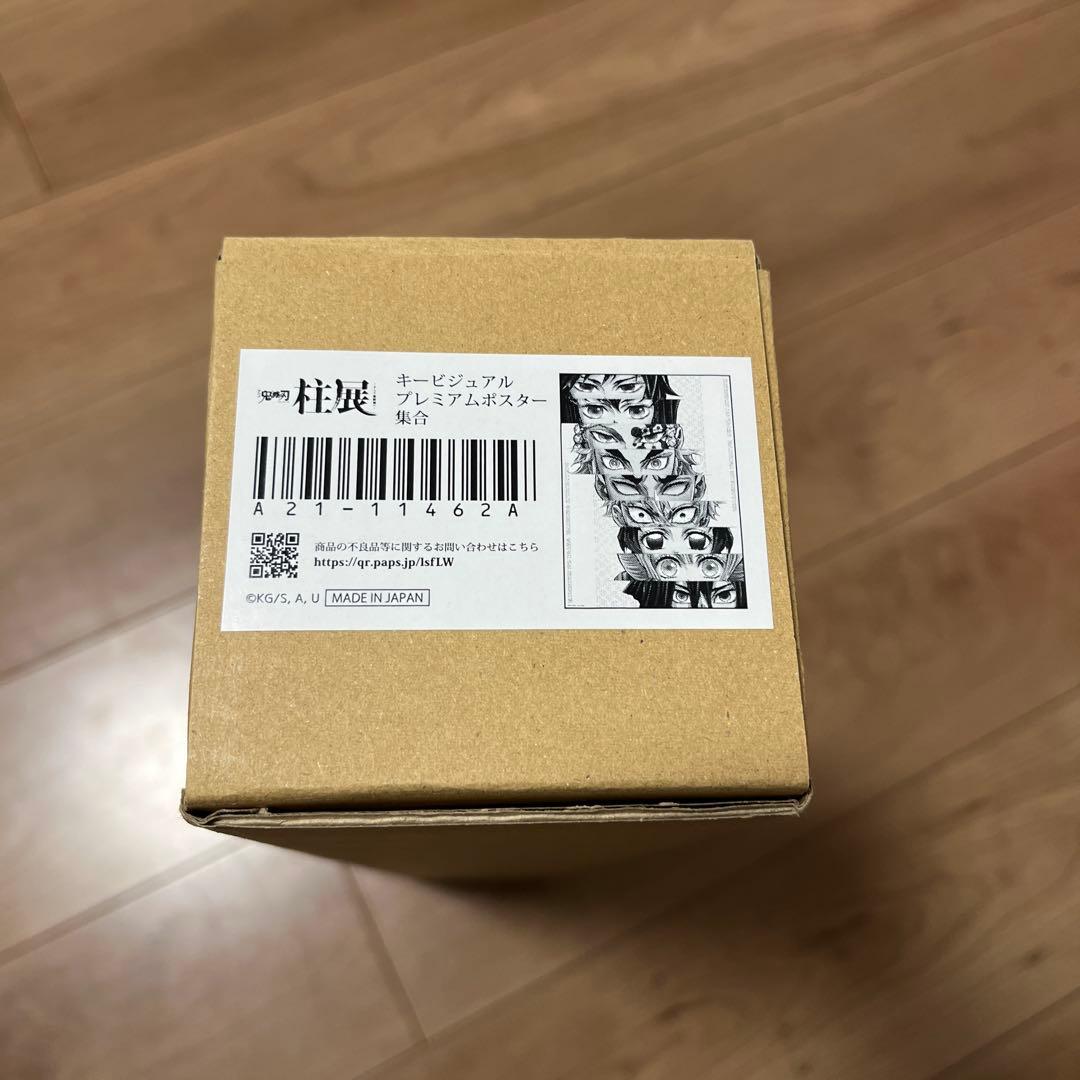 鬼滅の刃 柱展
キービジュアル
プレミアムポスター
集合
A21-11462A
商品の不良品等に関するお問い合わせはこちら
https://qr.paps.jp/lsfLW
©KG/S, A, U MADE IN JAPAN